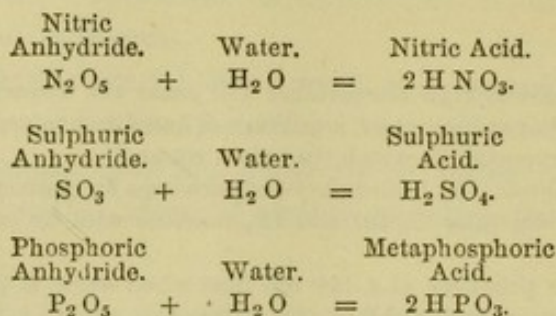 Nitric
Anhydride. Water. Nitric Acid.
N₂O₅ + H₂O = 2HNO₃.
Sulphuric Sulphuric
Anhydride. Water. Acid.
SO₃ + H₂O = H₂SO₄.
Phosphoric Metaphosphoric
Anhydride. Water. Acid.
P₂O₅ + H₂O = 2HPO₃.